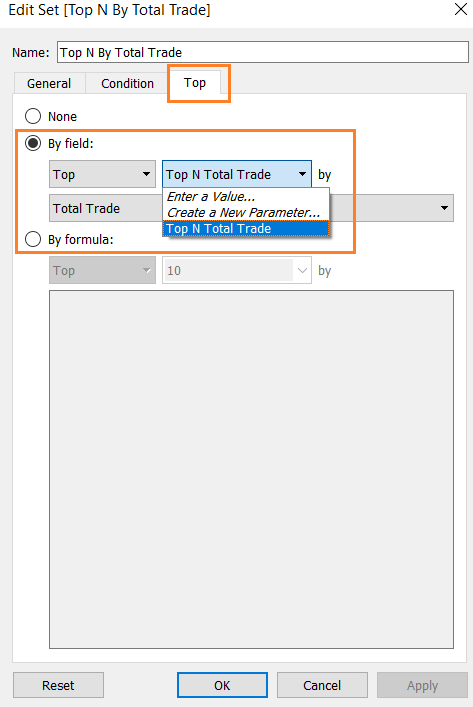 Edit Set [Top N By Total Trade]
Name: Top N By Total Trade
General Condition Top
None
By field:
Top Top N Total Trade by
Total Trade
Enter a Value...
Create a New Parameter...
Top N Total Trade
By formula:
Top 10 by
Reset OK Cancel Apply